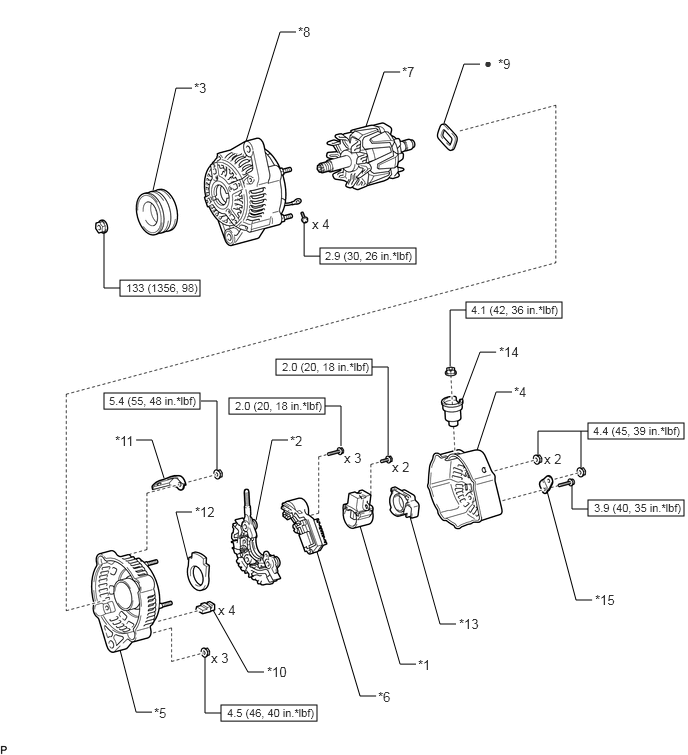 *8
• *9
*7
*3
x 4
2.9 (30, 26 in.*lbf)
133 (1356, 98)
4.1 (42, 36 in.*lbf)
*14
2.0 (20, 18 in.*lbf)
*4
5.4 (55, 48 in.*lbf)
2.0 (20, 18 in.*lbf)
4.4 (45, 39 in.*lbf)
*11
*2
x 3
x 2
x 2
3.9 (40, 35 in.*lbf)
*12
*15
x 4
*13
x 3
*10
*1
*6
*5
4.5 (46, 40 in.*lbf)
P